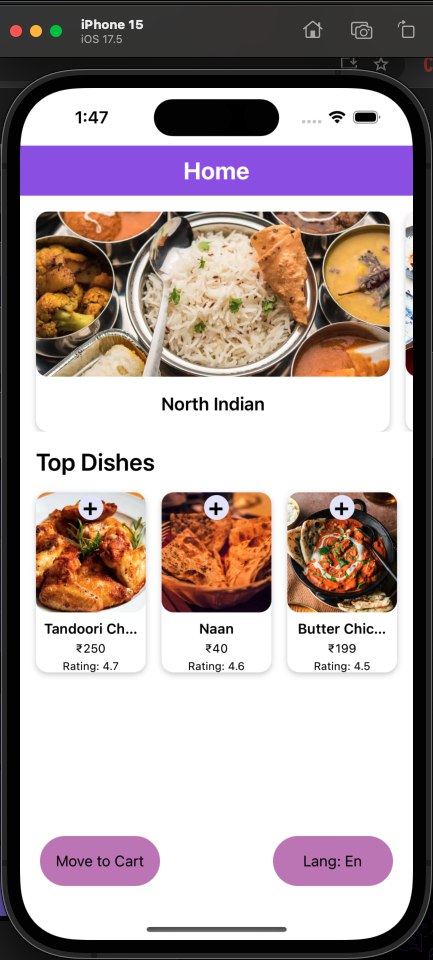 iPhone 15
iOS 17.5
1:47
Home
North Indian
Top Dishes
+ + +
Tandoori Ch... Naan Butter Chic...
₹250 ₹40 ₹199
Rating: 4.7 Rating: 4.6 Rating: 4.5
Move to Cart Lang: En